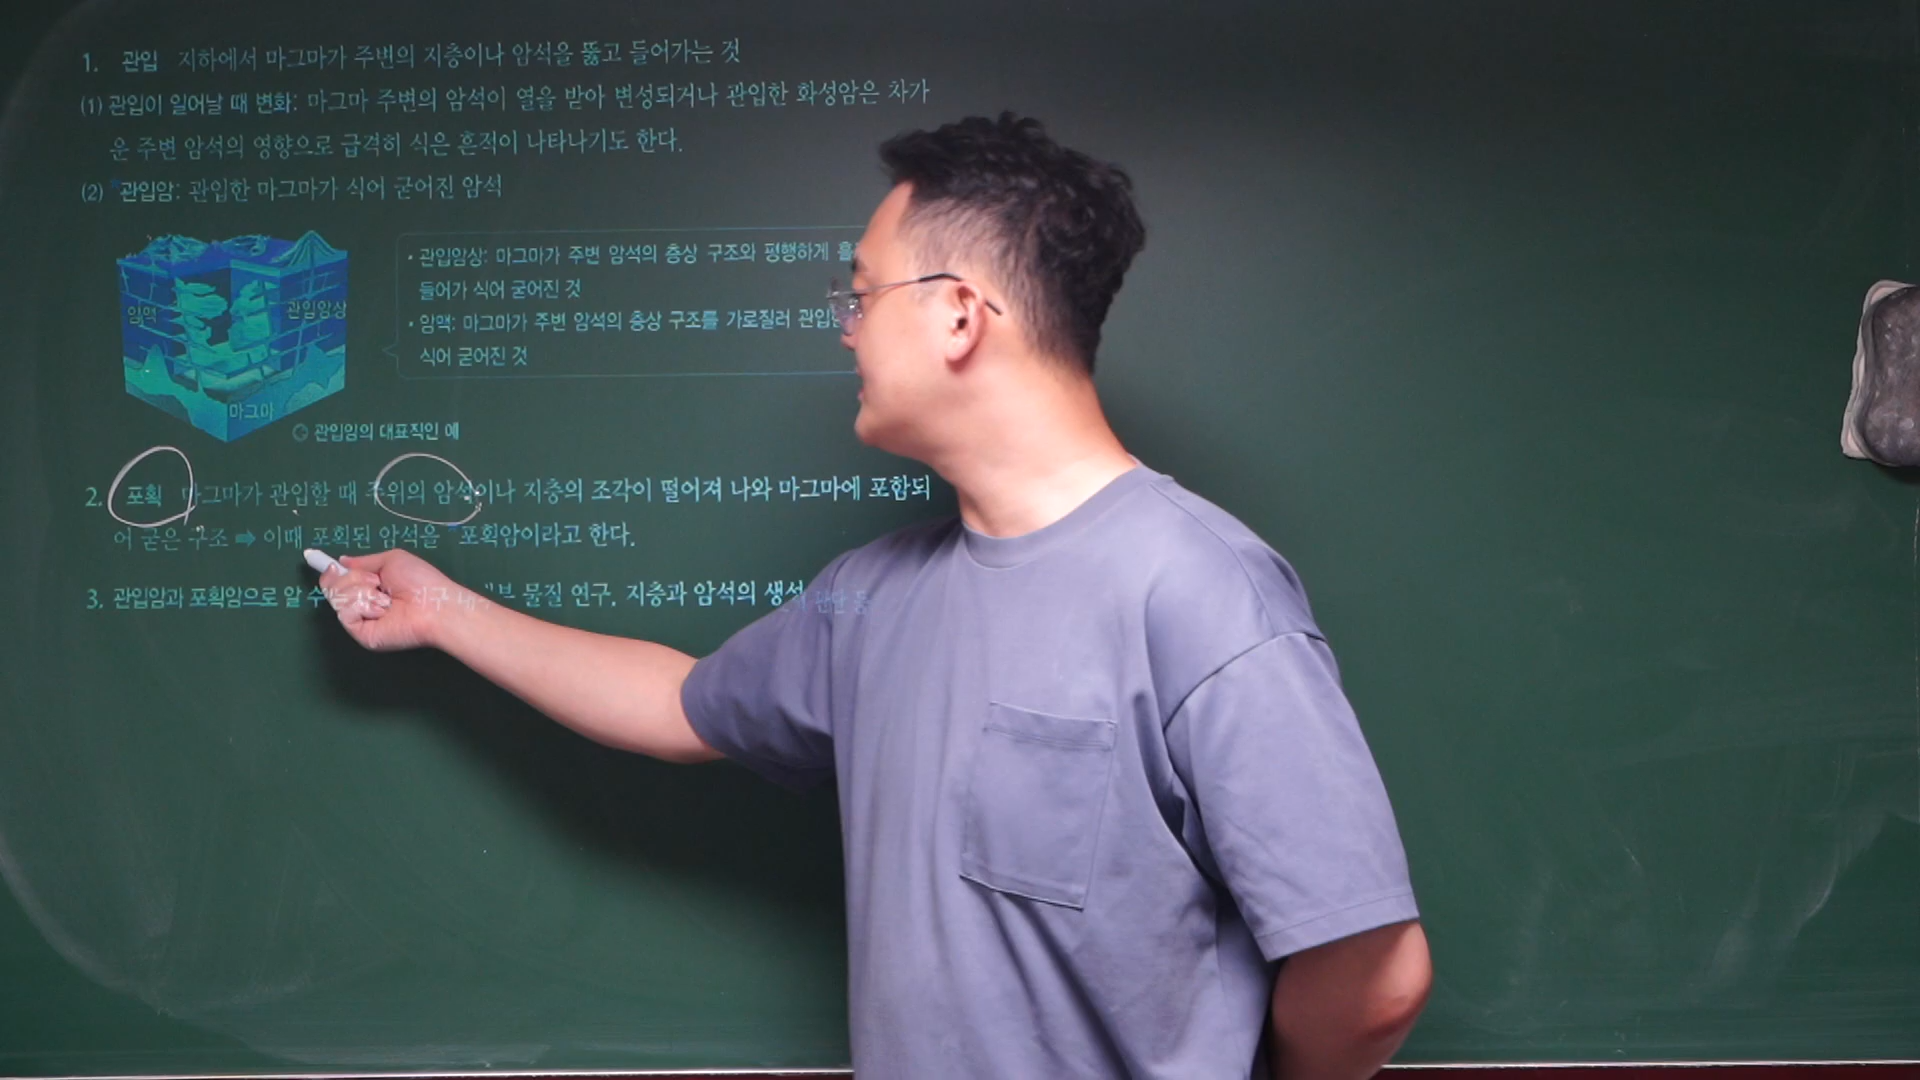 1. 관입 지하에서 마그마가 주변의 지층이나 암석을 뚫고 들어가는 것
(1) 관입이 일어날 때 변화: 마그마 주변의 암석이 열을 받아 변성되거나 관입한 화성암은 차가
운 주변 암석의 영향으로 급격히 식은 흔적이 나타나기도 한다.
(2) 관입암: 관입한 마그마가 식어 굳어진 암석
암맥
관입암상
마그마
관입암의 대표적인 예
• 관입암상: 마그마가 주변 암석의 층상 구조와 평행하게
들어가 식어 굳어진 것
• 암맥: 마그마가 주변 암석의 층상 구조를 가로질러
식어 굳어진 것
2. 포획 마그마가 관입할 때 주위의 암석이나 지층의 조각이 떨어져 나와 마그마에 포함되
어 굳은 구조 ➡ 이때 포획된 암석을 포획암이라고 한다.
3. 관입암과 포획암으로 알 물질 연구, 지층과 암석의